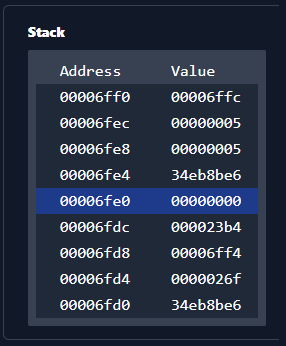 Stack
Address Value
00006ff0 00006ffc
00006fec 00000005
00006fe8 00000005
00006fe4 34eb8be6
00006fe0 00000000
00006fdc 000023b4
00006fd8 00006ff4
00006fd4 0000026f
00006fd0 34eb8be6